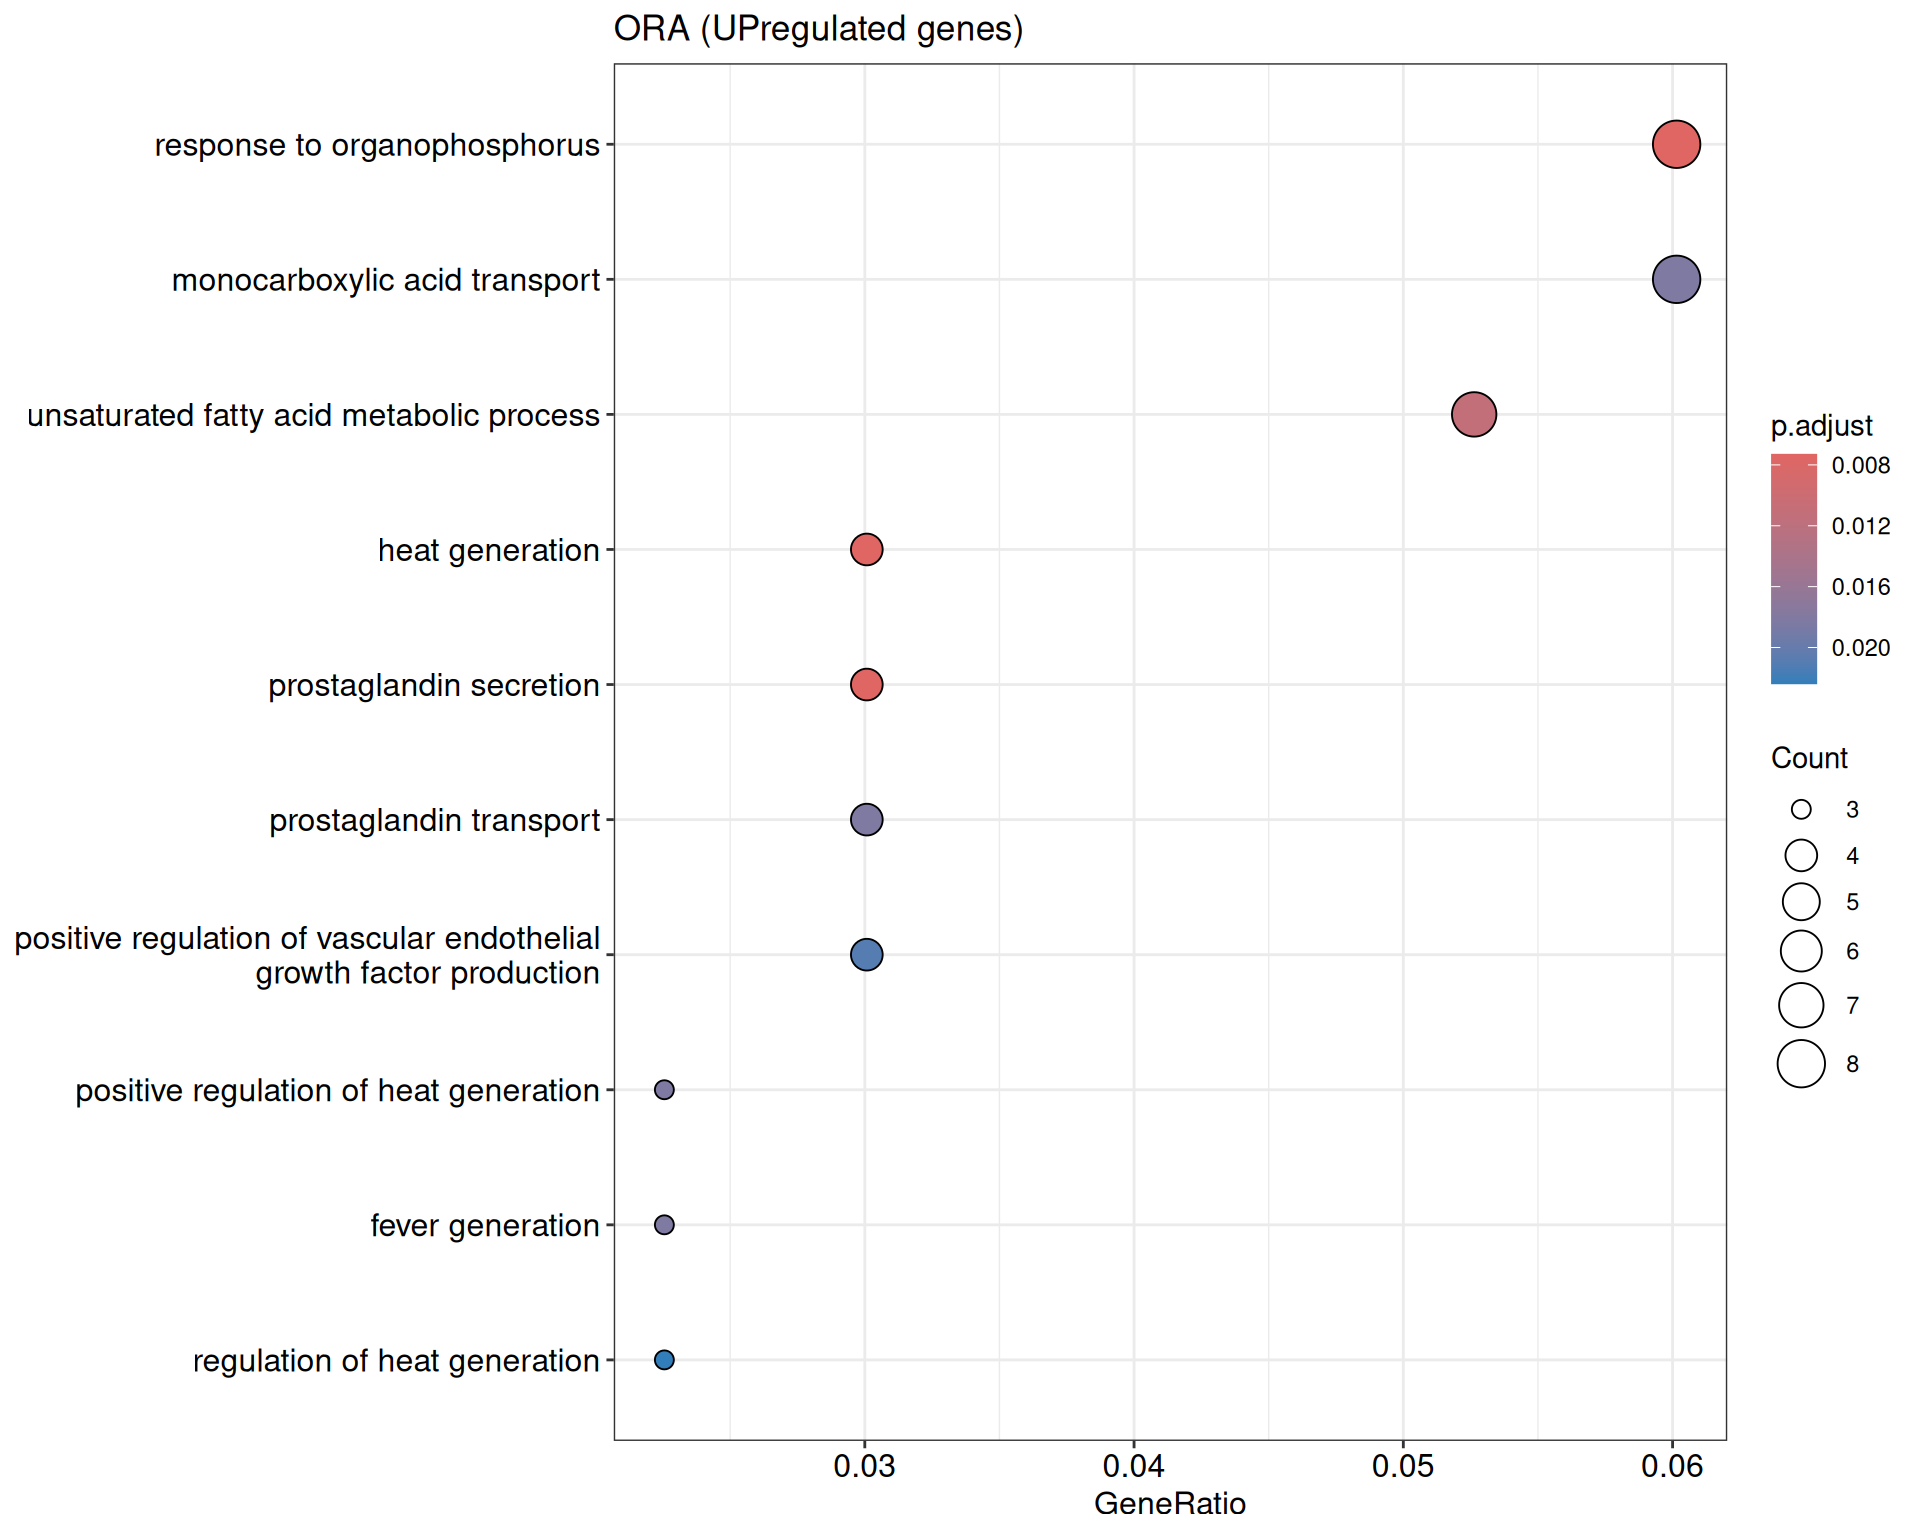 ORA (UPregulated genes)
response to organophosphorus
monocarboxylic acid transport
unsaturated fatty acid metabolic process
heat generation
prostaglandin secretion
prostaglandin transport
positive regulation of vascular endothelial
growth factor production
positive regulation of heat generation
fever generation
regulation of heat generation
0.03
0.04
0.05
0.06
GeneRatio
p.adjust
0.008
0.012
0.016
0.020
Count
3
4
5
6
7
8